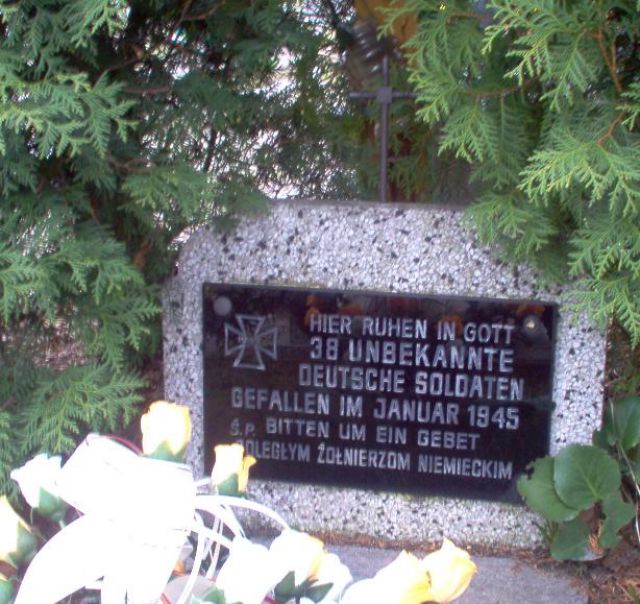 HIER RUHEN IN GOTT
38 UNBEKANNTE
DEUTSCHE SOLDATEN
GEFALLEN IM JANUAR 1945
Ś.P. BITTEN UM EIN GEBET
POLEGŁYM ŻOŁNIERZOM NIEMIECKIM